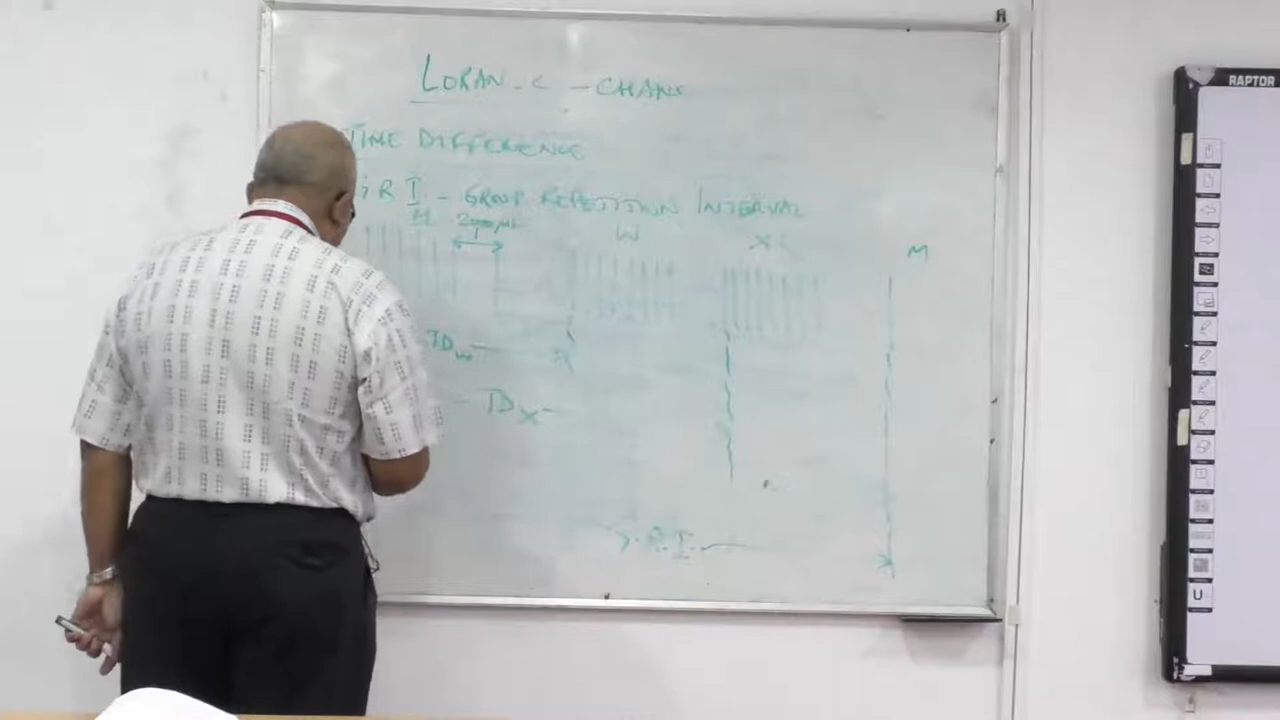 LORAN - C - CHAINS
TIME DIFFERENCE
G R I - GROUP REPETITION INTERVAL
M
W
X
M
TD W
TD X
G.R.I.
RAPTOR
U